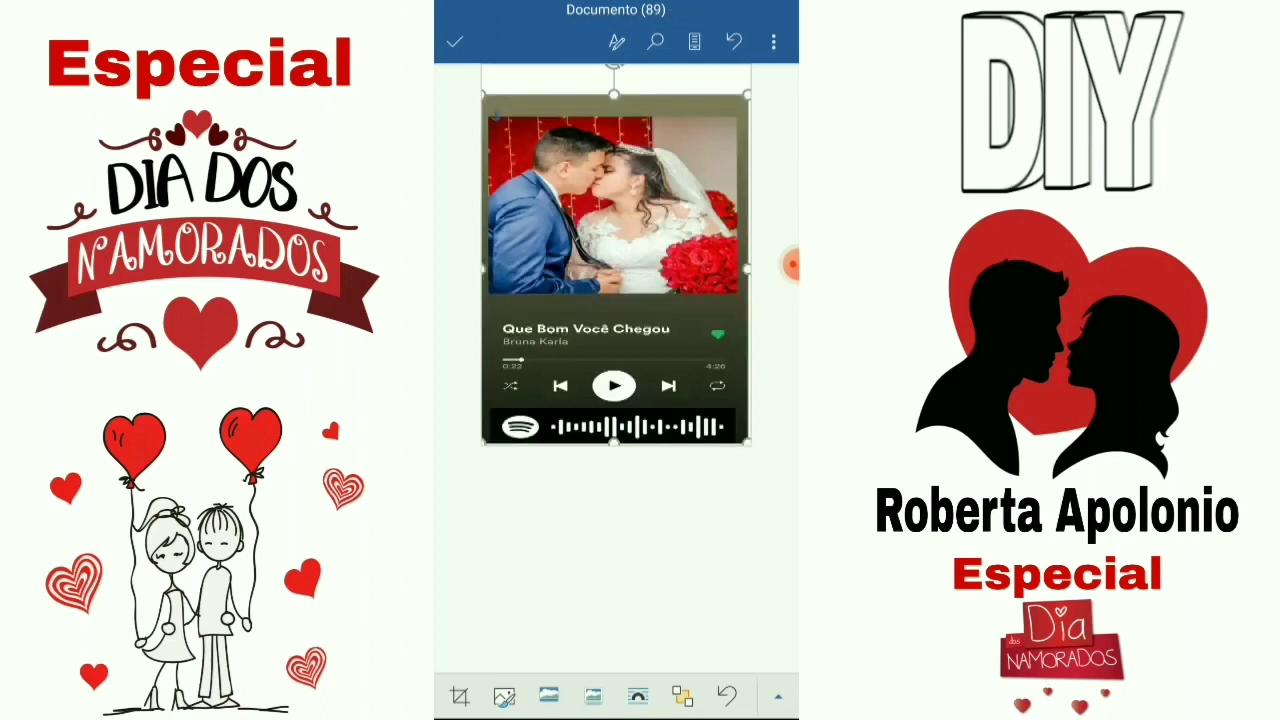 Especial
DIA DOS
NAMORADOS
Documento (89)
Que Bom Você Chegou
Bruna Karla
0:22
4:26
DIY
Roberta Apolonio
Especial
Dia
dos
NAMORADOS